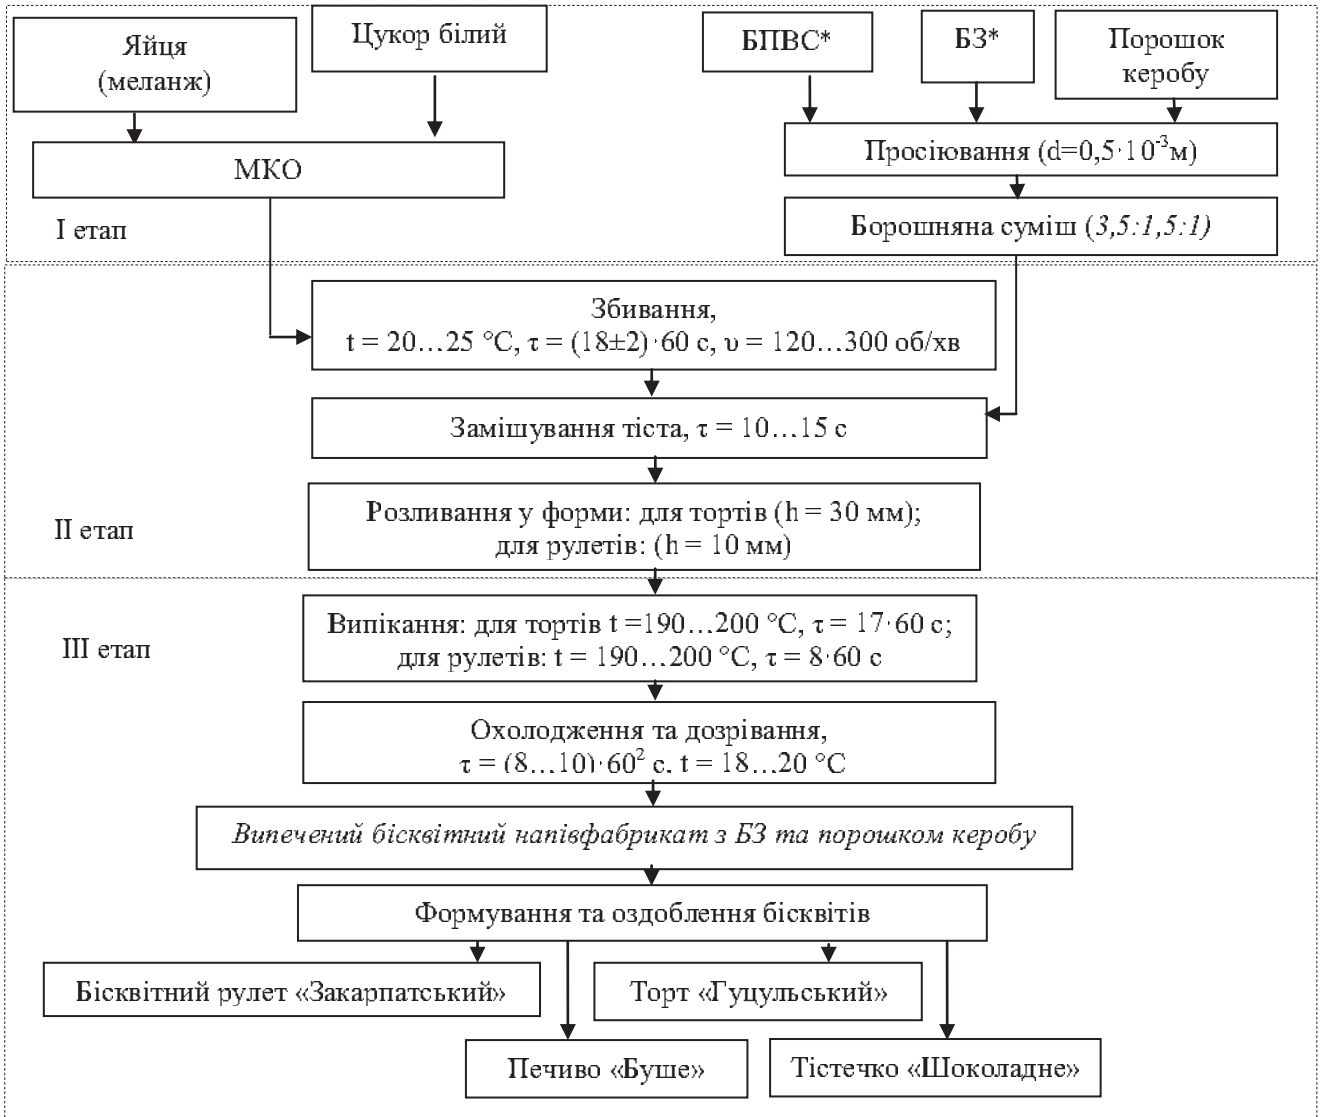 Яйця
(меланж)
Цукор білий
БПВС*
БЗ*
Порошок
керобу
МКО
Просіювання (d=0,5·10⁻³м)
Борошняна суміш (3,5:1,5:1)
I етап
Збивання,
t = 20…25 °C, τ = (18±2)·60 с, υ = 120…300 об/хв
Замішування тіста, τ = 10…15 с
Розливання у форми: для тортів (h = 30 мм);
для рулетів: (h = 10 мм)
II етап
Випікання: для тортів t =190…200 °C, τ = 17·60 с;
для рулетів: t = 190…200 °C, τ = 8·60 с
III етап
Охолодження та дозрівання,
τ = (8…10)·60² с. t = 18…20 °C
Випечений бісквітний напівфабрикат з БЗ та порошком керобу
Формування та оздоблення бісквітів
Бісквітний рулет «Закарпатський»
Торт «Гуцульський»
Печиво «Буше»
Тістечко «Шоколадне»